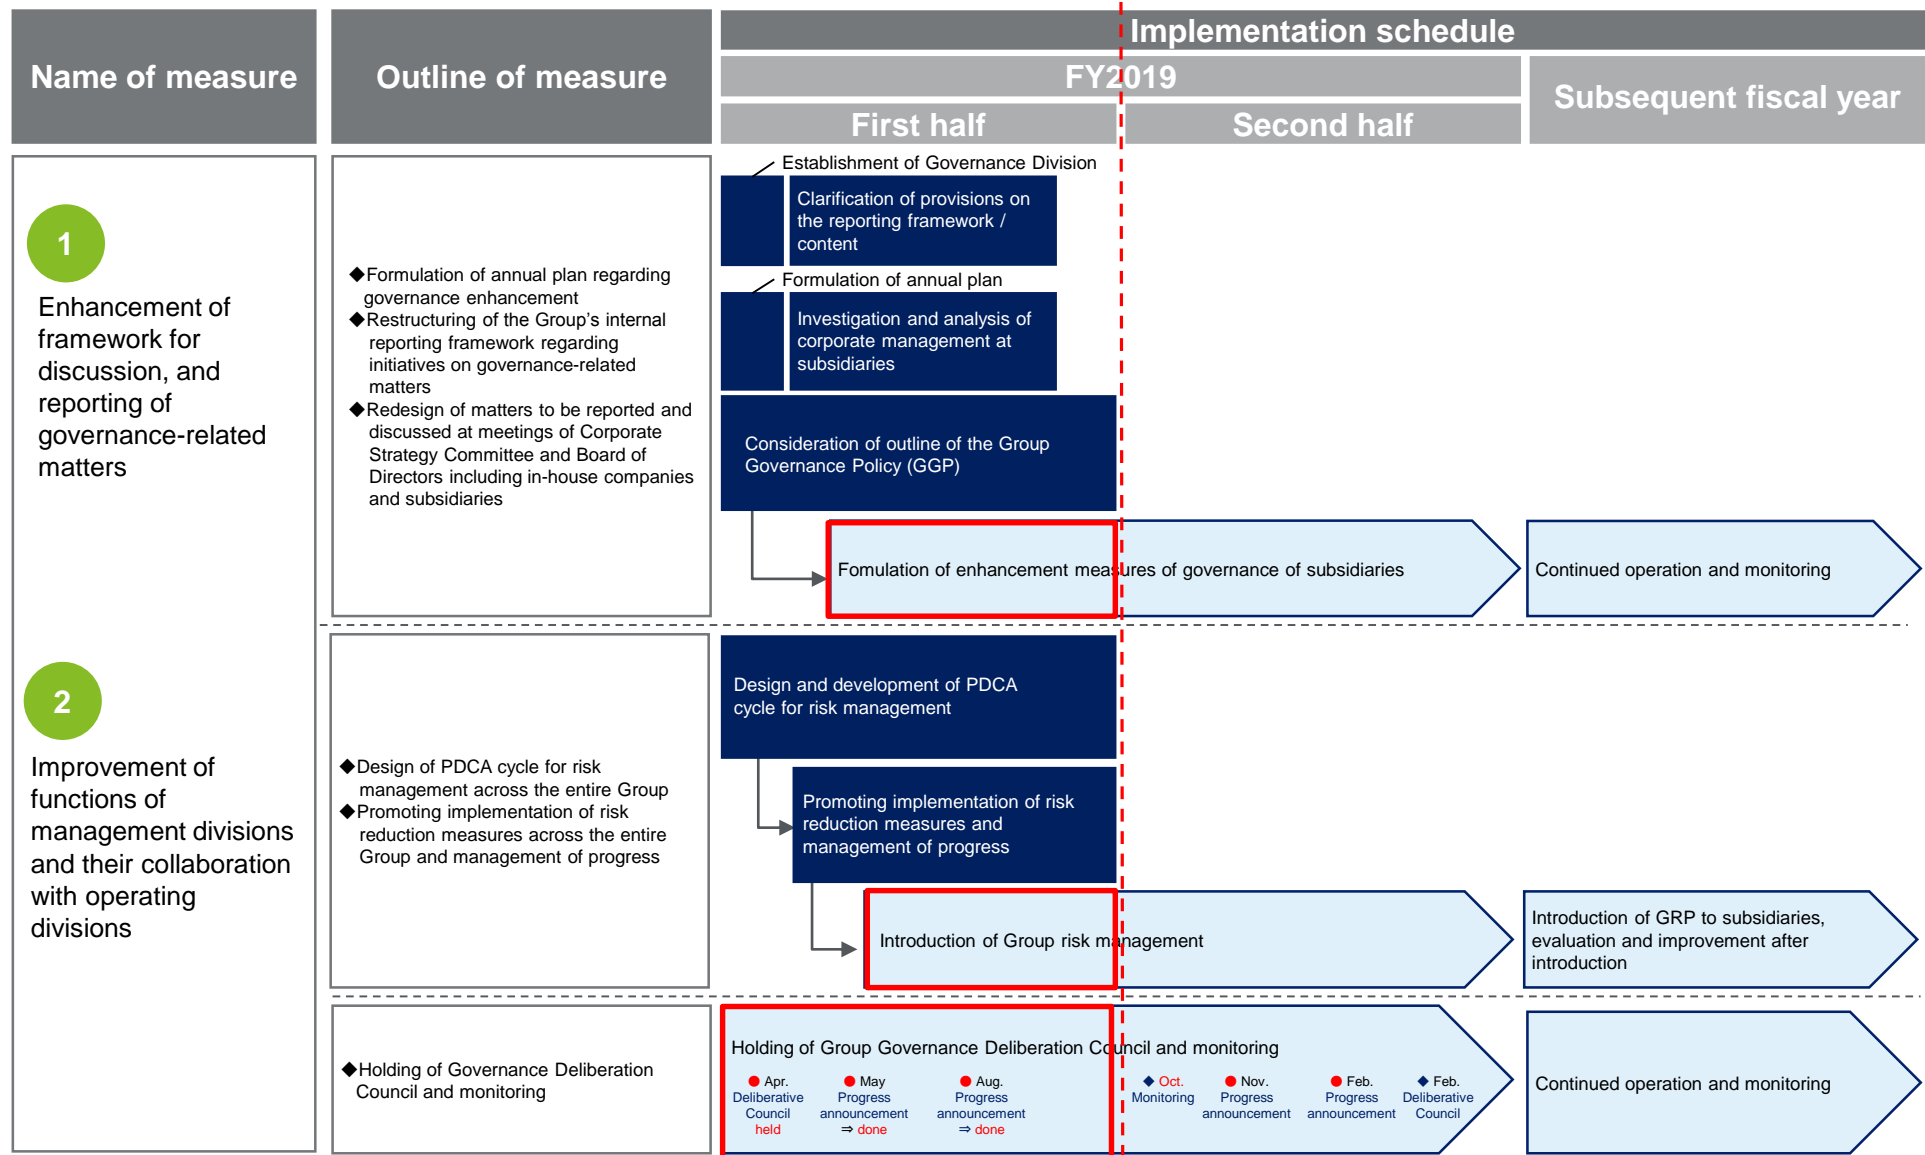 Name of measure
Outline of measure
Implementation schedule
FY2019
Subsequent fiscal year
First half
Second half
1
Enhancement of
framework for
discussion, and
reporting of
governance-related
matters
◆Formulation of annual plan regarding
governance enhancement
◆Restructuring of the Group's internal
reporting framework regarding
initiatives on governance-related
matters
◆Redesign of matters to be reported and
discussed at meetings of Corporate
Strategy Committee and Board of
Directors including in-house companies
and subsidiaries
Establishment of Governance Division
Clarification of provisions on
the reporting framework /
content
Formulation of annual plan
Investigation and analysis of
corporate management at
subsidiaries
Consideration of outline of the Group
Governance Policy (GGP)
Fomulation of enhancement measures of governance of subsidiaries
Continued operation and monitoring
2
Improvement of
functions of
management divisions
and their collaboration
with operating
divisions
◆Design of PDCA cycle for risk
management across the entire Group
◆Promoting implementation of risk
reduction measures across the entire
Group and management of progress
Design and development of PDCA
cycle for risk management
Promoting implementation of risk
reduction measures and
management of progress
Introduction of Group risk management
Introduction of GRP to subsidiaries,
evaluation and improvement after
introduction
◆Holding of Governance Deliberation
Council and monitoring
Holding of Group Governance Deliberation Council and monitoring
● Apr.
Deliberative
Council
held
● May
Progress
announcement
⇒ done
● Aug.
Progress
announcement
⇒ done
◆ Oct.
Monitoring
● Nov.
Progress
announcement
● Feb.
Progress
announcement
◆ Feb.
Deliberative
Council
Continued operation and monitoring